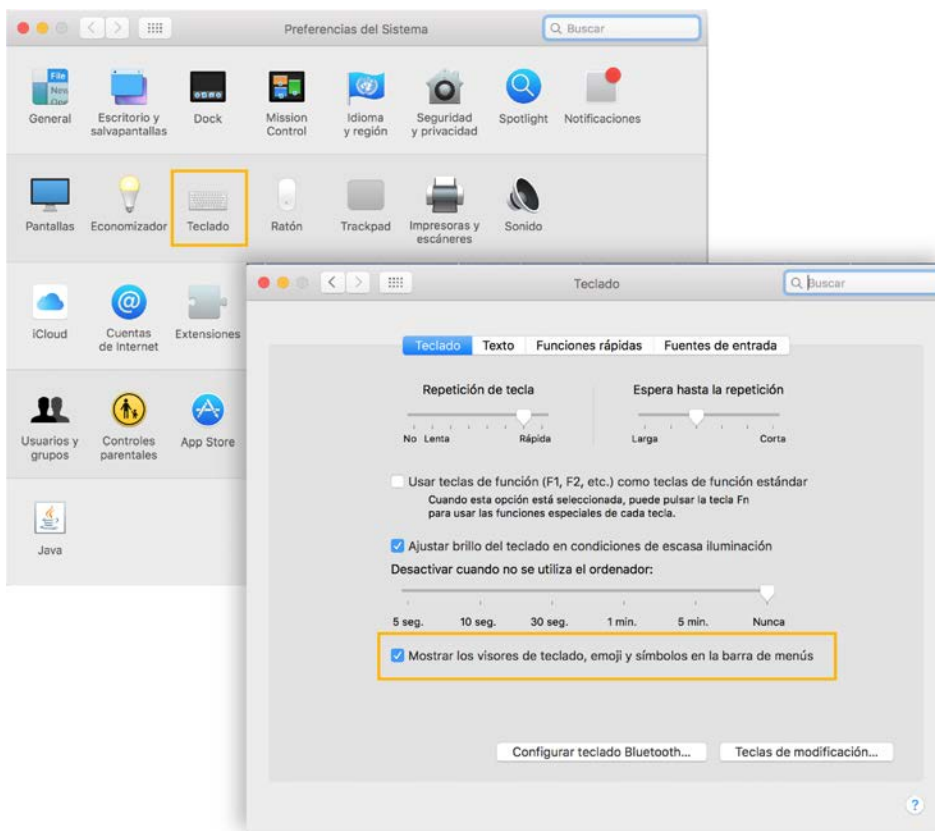 Preferencias del Sistema
Buscar
File
New
Ope
General
Escritorio y
salvapantallas
Dock
Mission
Control
Idioma
y región
Seguridad
y privacidad
Spotlight
Notificaciones
Pantallas
Economizador
Teclado
Ratón
Trackpad
Impresoras y
escáneres
Sonido
iCloud
Cuentas
de Internet
Extensiones
Usuarios y
grupos
Controles
parentales
App Store
Java
Teclado
Buscar
Teclado
Texto
Funciones rápidas
Fuentes de entrada
Repetición de tecla
Espera hasta la repetición
No Lenta
Rápida
Larga
Corta
Usar teclas de función (F1, F2, etc.) como teclas de función estándar
Cuando esta opción está seleccionada, puede pulsar la tecla Fn
para usar las funciones especiales de cada tecla.
Ajustar brillo del teclado en condiciones de escasa iluminación
Desactivar cuando no se utiliza el ordenador:
5 seg.
10 seg.
30 seg.
1 min.
5 min.
Nunca
Mostrar los visores de teclado, emoji y símbolos en la barra de menús
Configurar teclado Bluetooth...
Teclas de modificación...
?